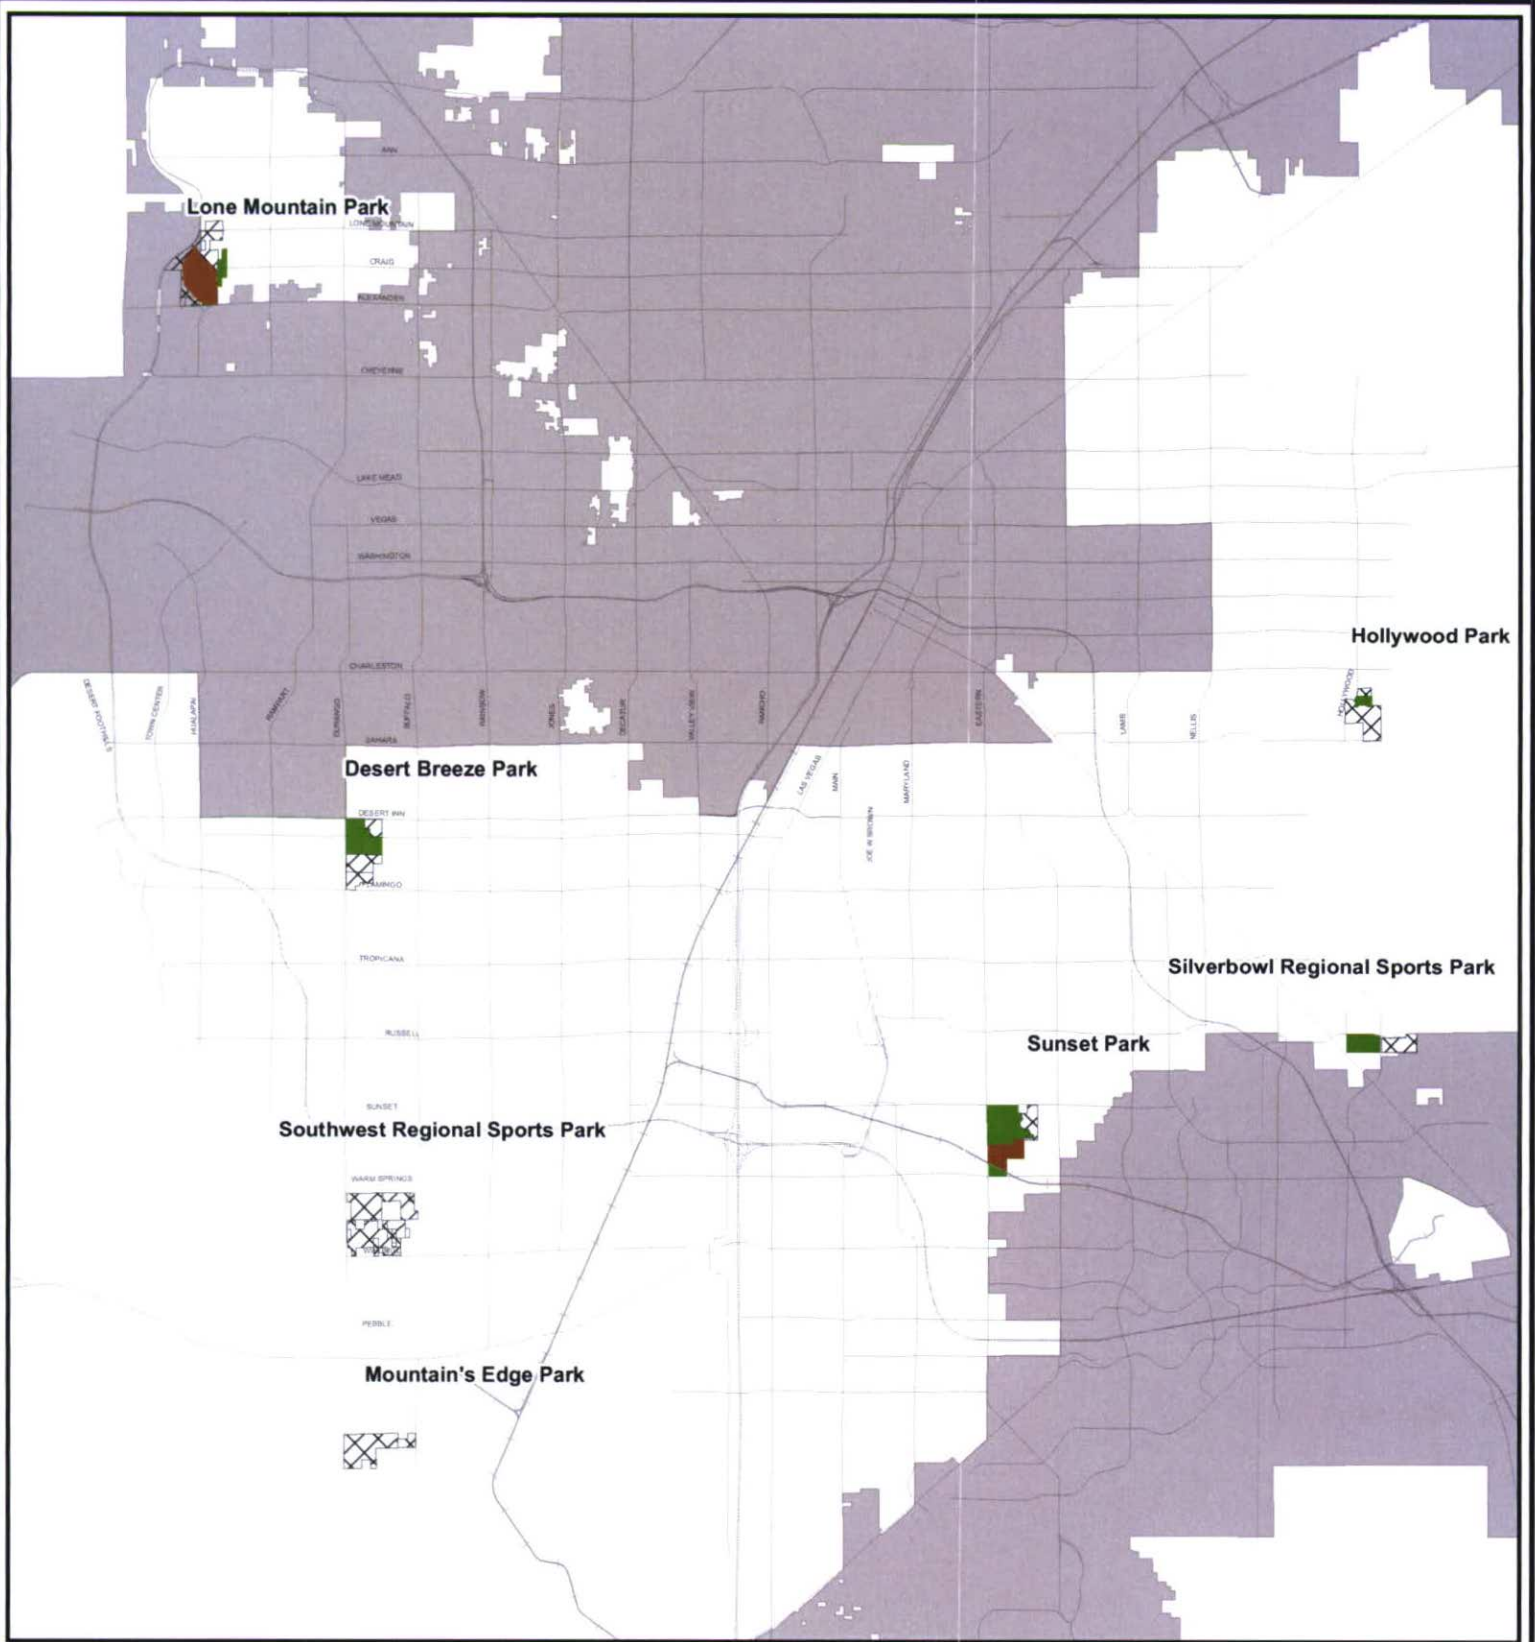 ANN
Lone Mountain Park
LONE MOUNTAIN
CRAIG
ALEXANDER
CHEYENNE
LAKE MEAD
VEGAS
WASHINGTON
Hollywood Park
CHARLESTON
DESERT FOOTHILLS
TOWN CENTER
HUALAPAI
RAMPART
DURANGO
BUFFALO
RAINBOW
JONES
DECATUR
VALLEY VIEW
RANCHO
EASTERN
LAMB
NELLIS
HOLLYWOOD
SAHARA
Desert Breeze Park
LAS VEGAS
MAIN
MARYLAND
JOE W BROWN
DESERT INN
FLAMINGO
TROPICANA
Silverbowl Regional Sports Park
RUSSELL
Sunset Park
SUNSET
Southwest Regional Sports Park
WARM SPRINGS
PEBBLE
Mountain's Edge Park